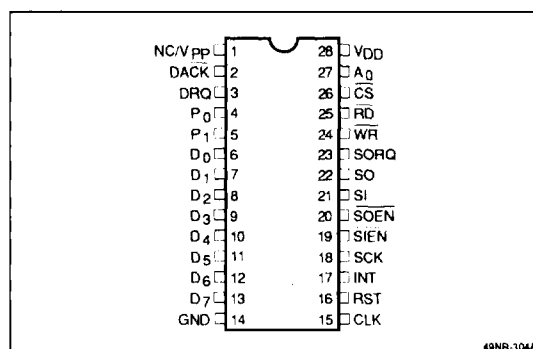 NC/VPP 1 28 VDD
DACK 2 27 A0
DRQ 3 26 CS
P0 4 25 RD
P1 5 24 WR
D0 6 23 SORQ
D1 7 22 SO
D2 8 21 SI
D3 9 20 SOEN
D4 10 19 SIEN
D5 11 18 SCK
D6 12 17 INT
D7 13 16 RST
GND 14 15 CLK
49NR-304A